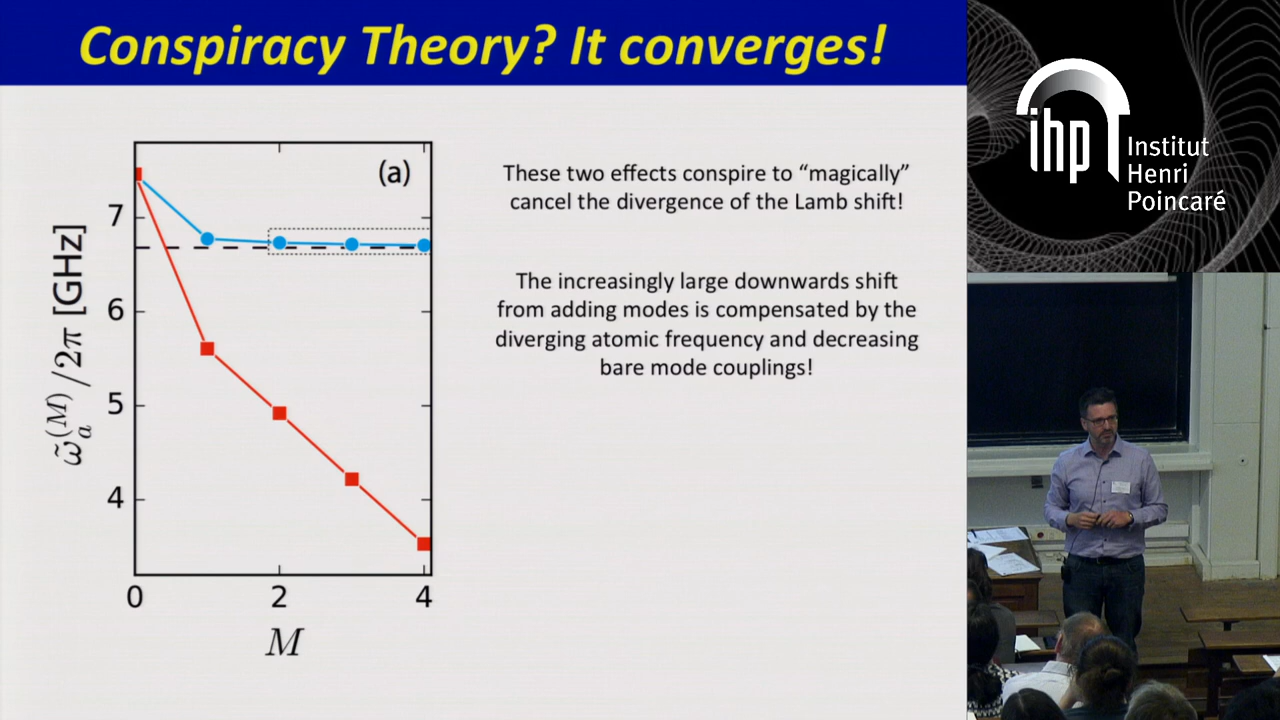 Conspiracy Theory? It converges!
(a)
7
6
5
4
0
2
4
M
ω̃ₐ⁽ᴹ⁾/2π [GHz]
These two effects conspire to “magically”
cancel the divergence of the Lamb shift!
The increasingly large downwards shift
from adding modes is compensated by the
diverging atomic frequency and decreasing
bare mode couplings!
ihp
Institut
Henri
Poincaré